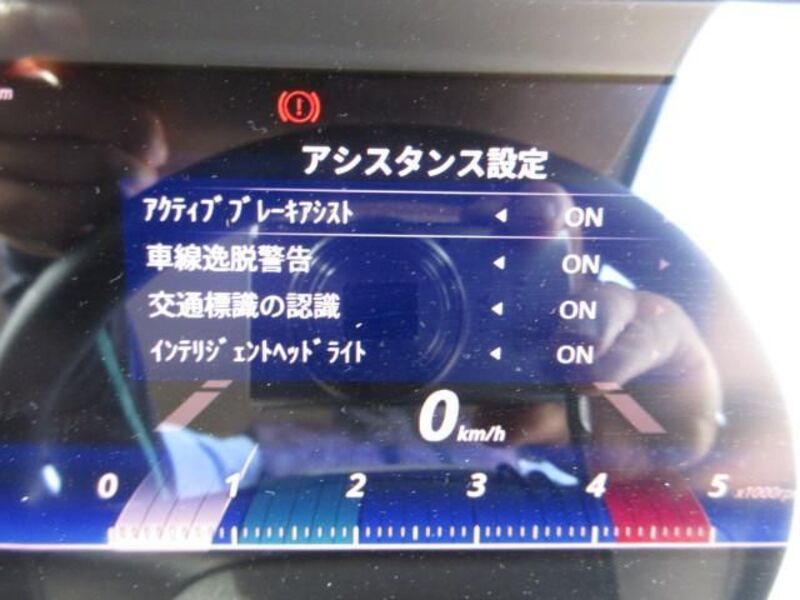 m
アシスタンス設定
ｱｸﾃｨﾌﾞ ﾌﾞﾚｰｷｱｼｽﾄ ◀ ON
車線逸脱警告 ◀ ON ▶
交通標識の認識 ◀ ON
ｲﾝﾃﾘｼﾞｪﾝﾄﾍｯﾄﾞﾗｲﾄ ◀ ON
0 km/h
0 1 2 3 4 5 x1000rp